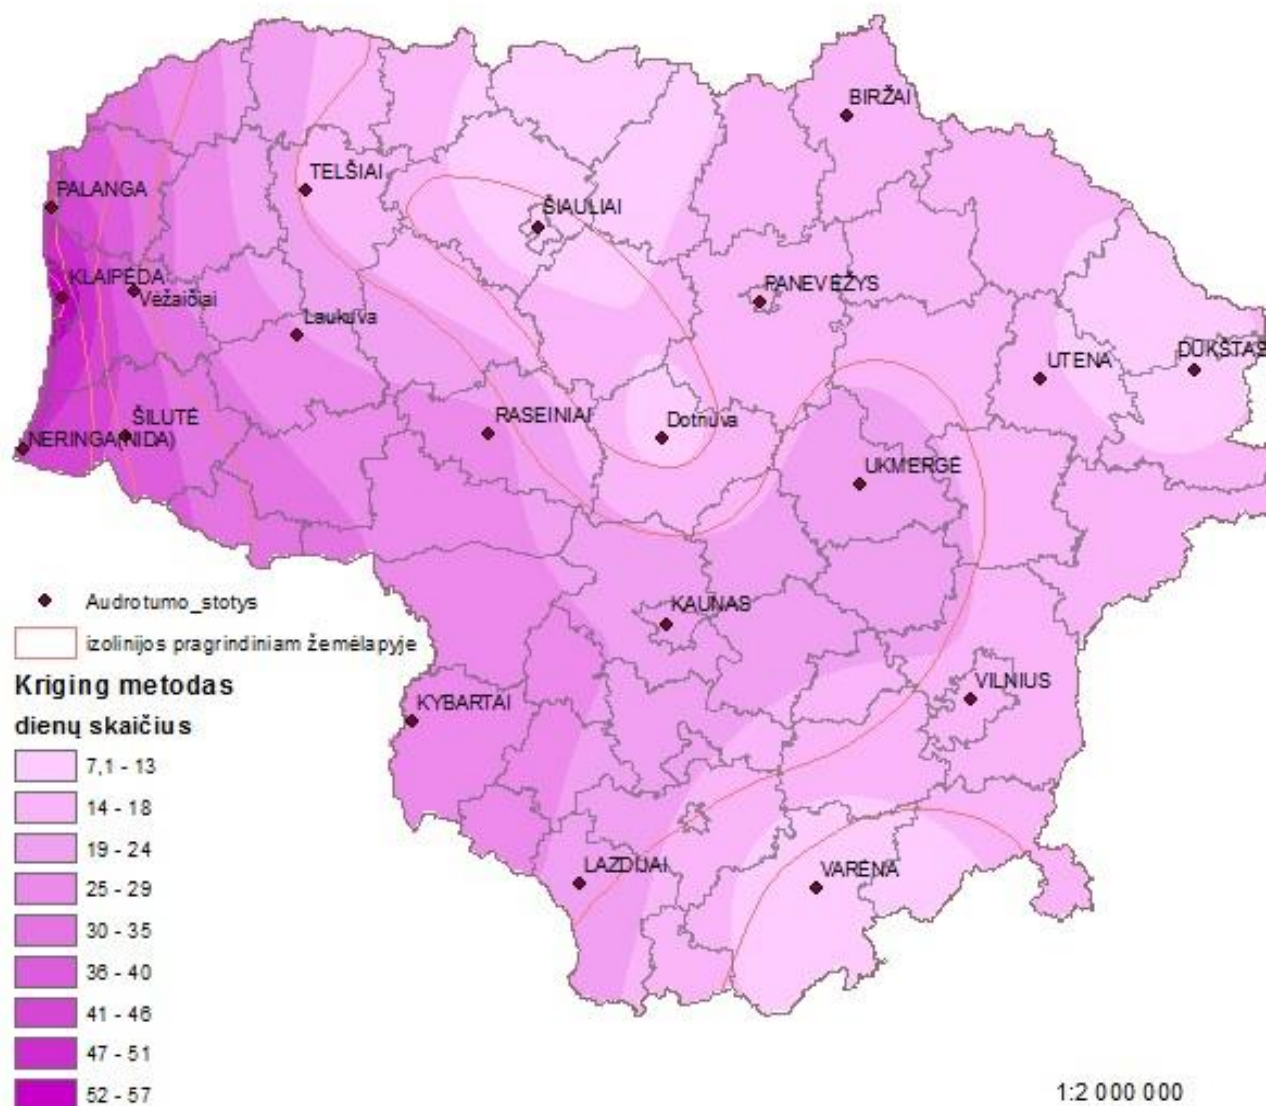 BIRŽAI
TELŠIAI
PALANGA
ŠIAULIAI
KLAIPĖDA
Vėžaičiai
PANEVĖŽYS
Laukuva
UTENA
DŪKŠTAS
RASEINIAI
Dotnuva
ŠILUTĖ
NERINGA(NIDA)
UKMERGĖ
Audrotumo_stotys
KAUNAS
izolinijos pragrindiniam žemėlapyje
Kriging metodas
VILNIUS
KYBARTAI
dienų skaičius
7,1 - 13
14 - 18
19 - 24
LAZDIJAI
VARĖNA
25 - 29
30 - 35
36 - 40
41 - 46
47 - 51
52 - 57
1:2 000 000